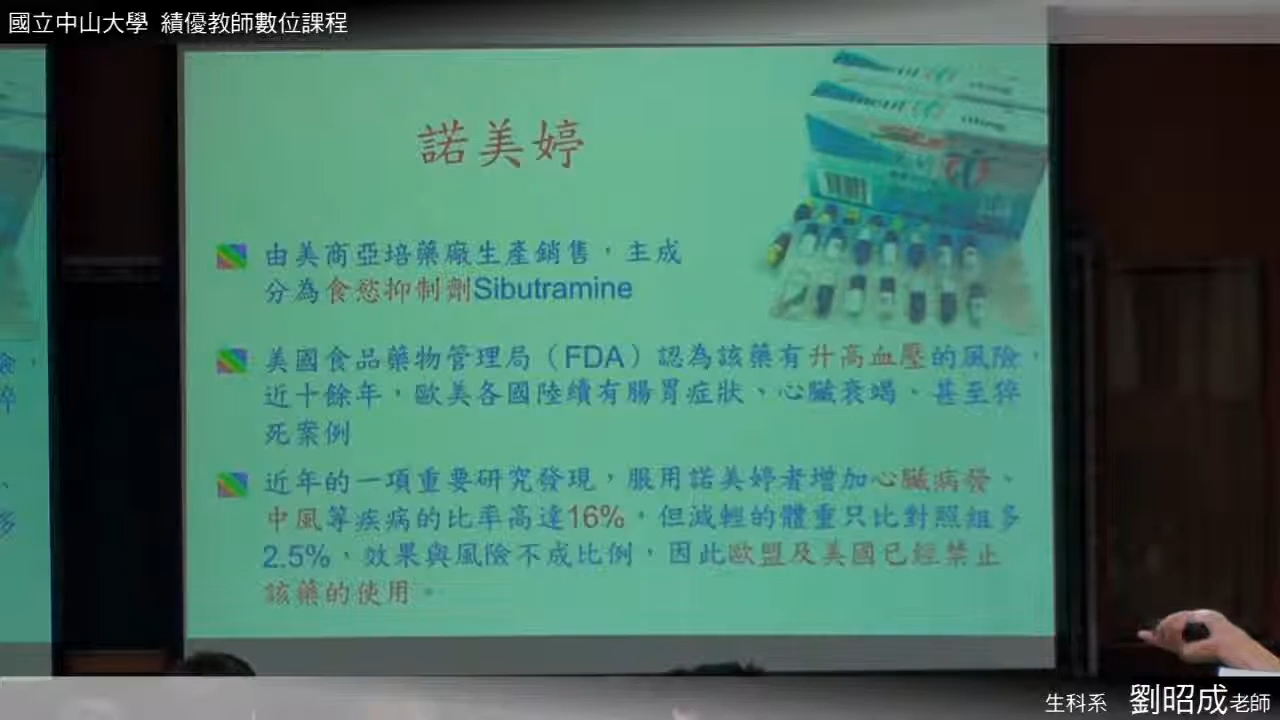 國立中山大學 績優教師數位課程
諾美婷
由美商亞培藥廠生產銷售，主成
分為食慾抑制劑Sibutramine
美國食品藥物管理局（FDA）認為該藥有升高血壓的風險，
近十餘年，歐美各國陸續有腸胃症狀、心臟衰竭、甚至猝
死案例
近年的一項重要研究發現，服用諾美婷者增加心臟病發、
中風等疾病的比率高達16%，但減輕的體重只比對照組多
2.5%，效果與風險不成比例，因此歐盟及美國已經禁止
該藥的使用。
生科系 劉昭成老師